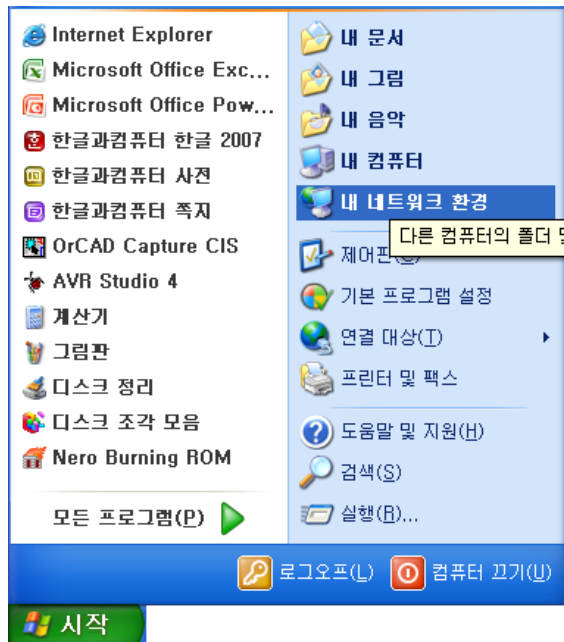 Internet Explorer
Microsoft Office Exc...
Microsoft Office Pow...
한글과컴퓨터 한글 2007
한글과컴퓨터 사전
한글과컴퓨터 쪽지
OrCAD Capture CIS
AVR Studio 4
계산기
그림판
디스크 정리
디스크 조각 모음
Nero Burning ROM
모든 프로그램(P)
내 문서
내 그림
내 음악
내 컴퓨터
내 네트워크 환경
다른 컴퓨터의 폴더
제어판
기본 프로그램 설정
연결 대상(T)
프린터 및 팩스
도움말 및 지원(H)
검색(S)
실행(R)...
로그오프(L)
컴퓨터 끄기(U)
시작